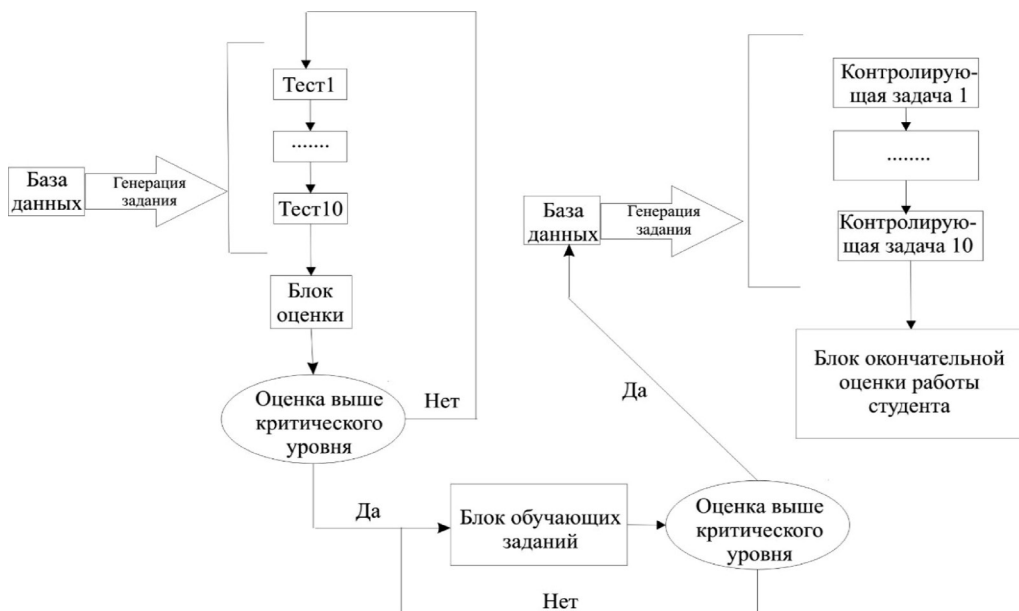 База
данных
Генерация
задания
Тест1
.......
Тест10
Блок
оценки
Оценка выше
критического
уровня
Нет
Да
Блок обучающих
заданий
Оценка выше
критического
уровня
Нет
Да
База
данных
Генерация
задания
Контролирую-
щая задача 1
........
Контролирую-
щая задача 10
Блок окончательной
оценки работы
студента